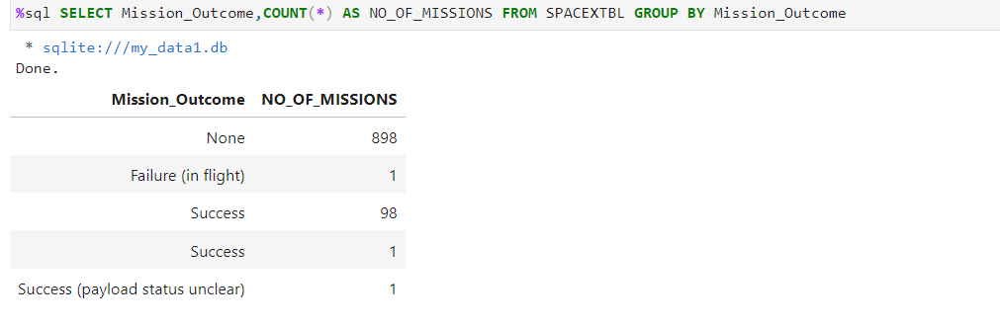 %sql SELECT Mission_Outcome,COUNT(*) AS NO_OF_MISSIONS FROM SPACEXTBL GROUP BY Mission_Outcome
* sqlite:///my_data1.db
Done.
Mission_Outcome NO_OF_MISSIONS
None 898
Failure (in flight) 1
Success 98
Success 1
Success (payload status unclear) 1